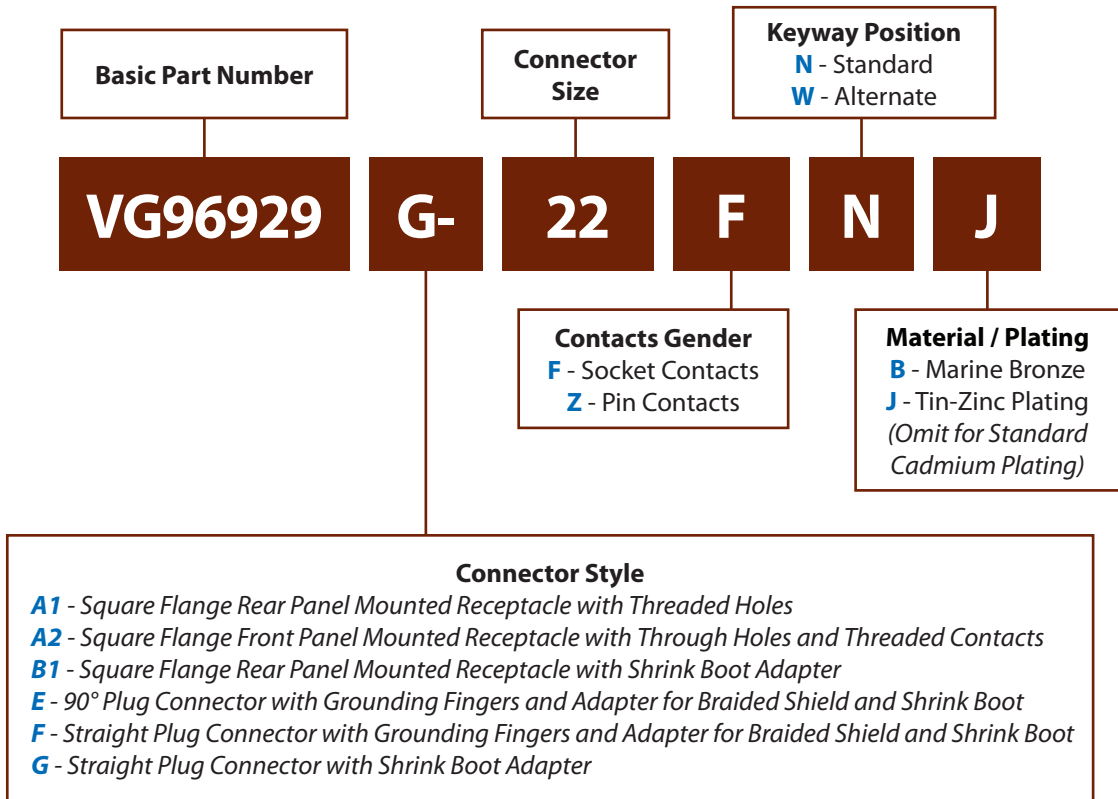 Basic Part Number
Connector
Size
Keyway Position
N - Standard
W - Alternate
VG96929 G- 22 F N J
Contacts Gender
F - Socket Contacts
Z - Pin Contacts
Material / Plating
B - Marine Bronze
J - Tin-Zinc Plating
(Omit for Standard
Cadmium Plating)
Connector Style
A1 - Square Flange Rear Panel Mounted Receptacle with Threaded Holes
A2 - Square Flange Front Panel Mounted Receptacle with Through Holes and Threaded Contacts
B1 - Square Flange Rear Panel Mounted Receptacle with Shrink Boot Adapter
E - 90° Plug Connector with Grounding Fingers and Adapter for Braided Shield and Shrink Boot
F - Straight Plug Connector with Grounding Fingers and Adapter for Braided Shield and Shrink Boot
G - Straight Plug Connector with Shrink Boot Adapter